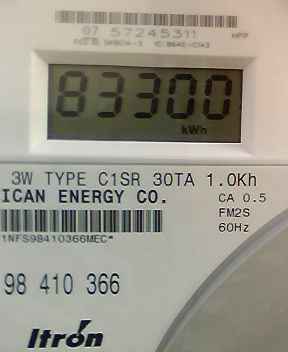 07 57245311 HFP
83300
kWh
3W TYPE C1SR 30TA 1.0Kh
ICAN ENERGY CO. CA 0.5
FM2S
60Hz
1NFS98410366MEC*
98 410 366
Itron